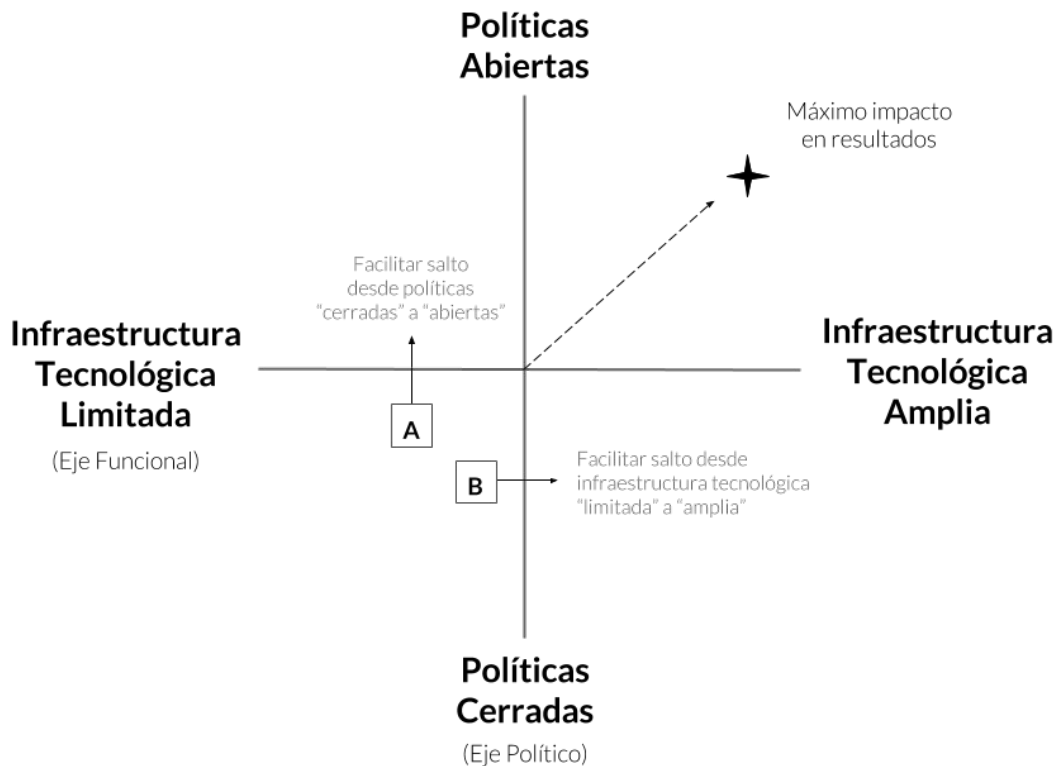 Políticas
Abiertas
Máximo impacto
en resultados
Facilitar salto
desde políticas
“cerradas” a “abiertas”
Infraestructura
Tecnológica
Limitada
(Eje Funcional)
Infraestructura
Tecnológica
Amplia
A
B
Facilitar salto desde
infraestructura tecnológica
“limitada” a “amplia”
Políticas
Cerradas
(Eje Político)